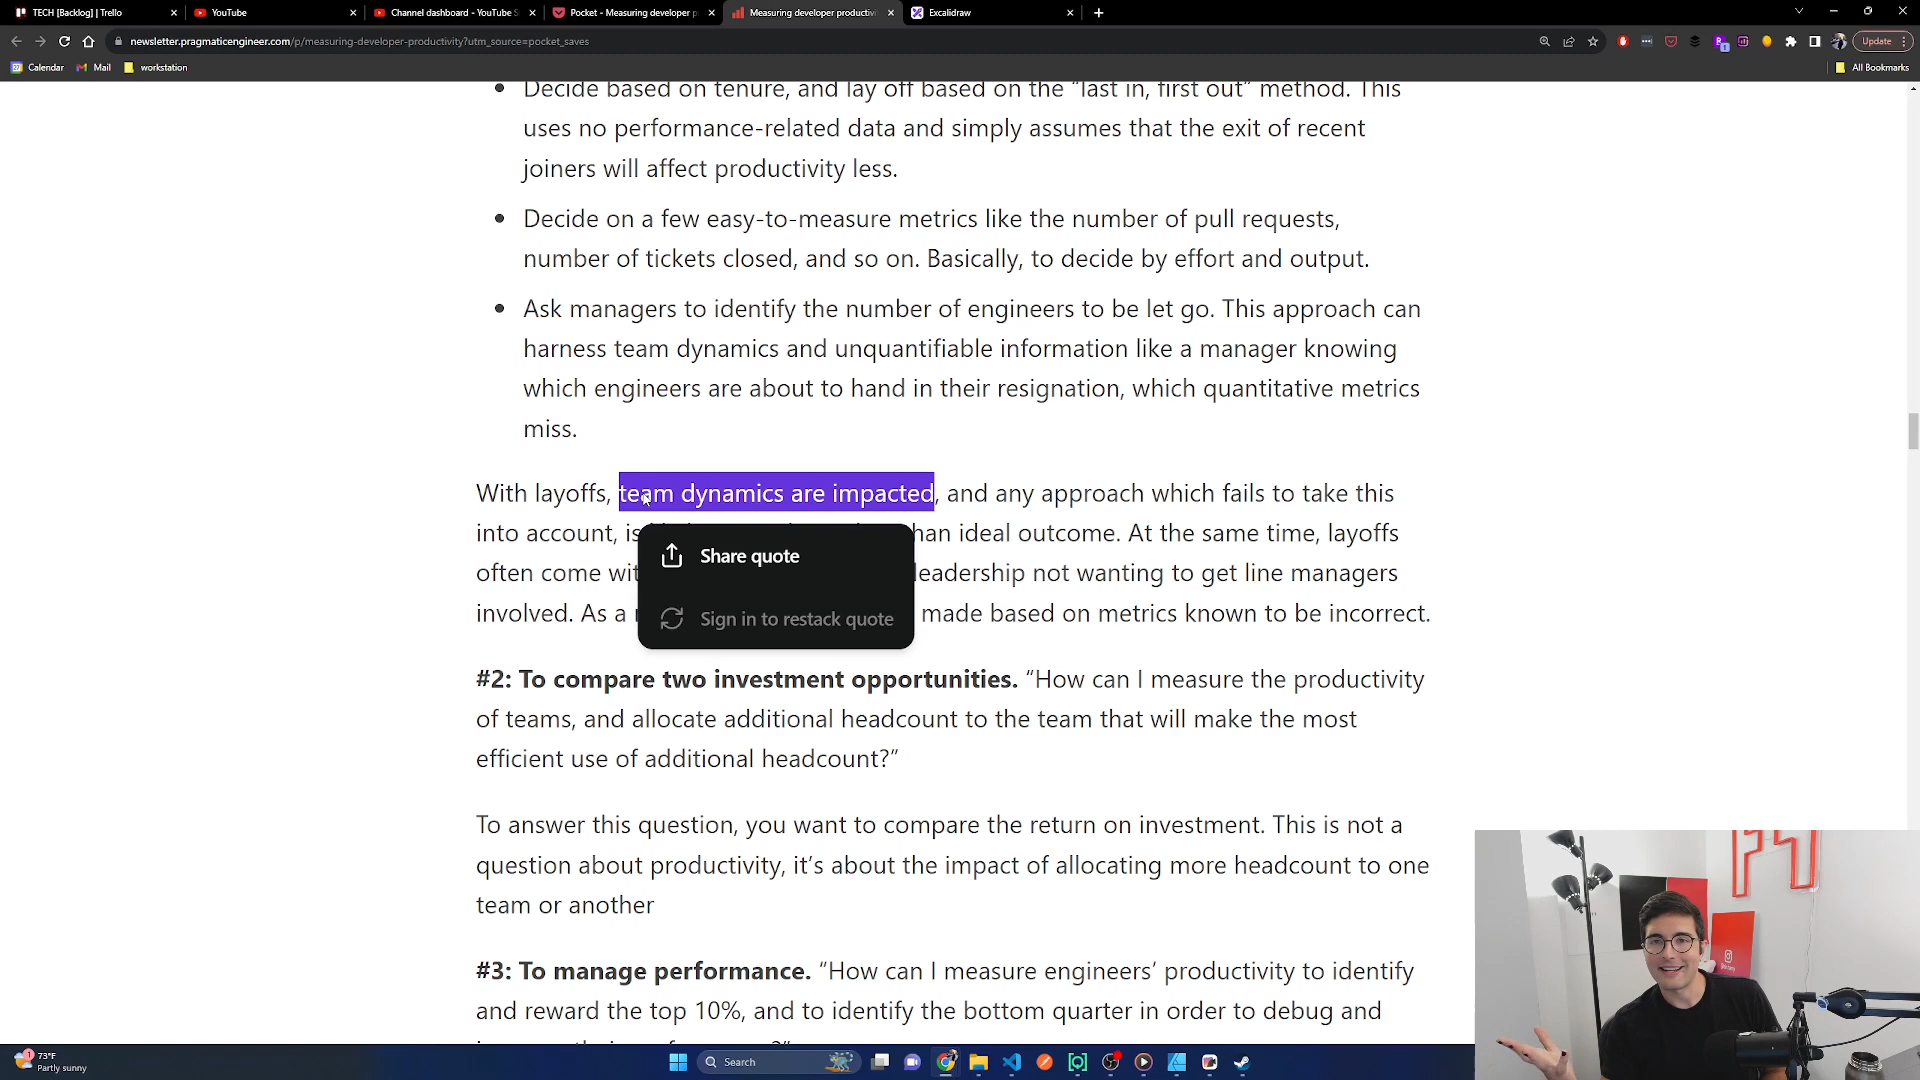 TECH [Backlog] | Trello
YouTube
Channel dashboard - YouTube S
Pocket - Measuring developer p
Measuring developer productivi
Excalidraw
newsletter.pragmaticengineer.com/p/measuring-developer-productivity?utm_source=pocket_saves
Update
Calendar
Mail
workstation
All Bookmarks
• Decide based on tenure, and lay off based on the “last in, first out” method. This
uses no performance-related data and simply assumes that the exit of recent
joiners will affect productivity less.
• Decide on a few easy-to-measure metrics like the number of pull requests,
number of tickets closed, and so on. Basically, to decide by effort and output.
• Ask managers to identify the number of engineers to be let go. This approach can
harness team dynamics and unquantifiable information like a manager knowing
which engineers are about to hand in their resignation, which quantitative metrics
miss.
With layoffs, team dynamics are impacted, and any approach which fails to take this
into account, is han ideal outcome. At the same time, layoffs
often come wit leadership not wanting to get line managers
involved. As a made based on metrics known to be incorrect.
Share quote
Sign in to restack quote
#2: To compare two investment opportunities. “How can I measure the productivity
of teams, and allocate additional headcount to the team that will make the most
efficient use of additional headcount?”
To answer this question, you want to compare the return on investment. This is not a
question about productivity, it’s about the impact of allocating more headcount to one
team or another
#3: To manage performance. “How can I measure engineers’ productivity to identify
and reward the top 10%, and to identify the bottom quarter in order to debug and
73°F
Partly sunny
Search